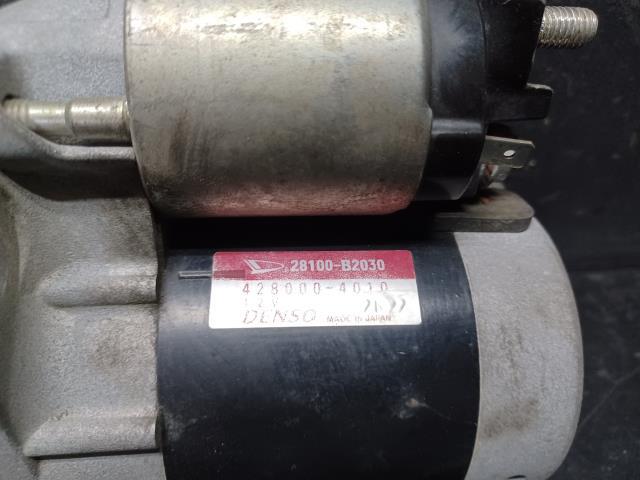 28100-B2030
428000-4010
12V
DENSO MADE IN JAPAN